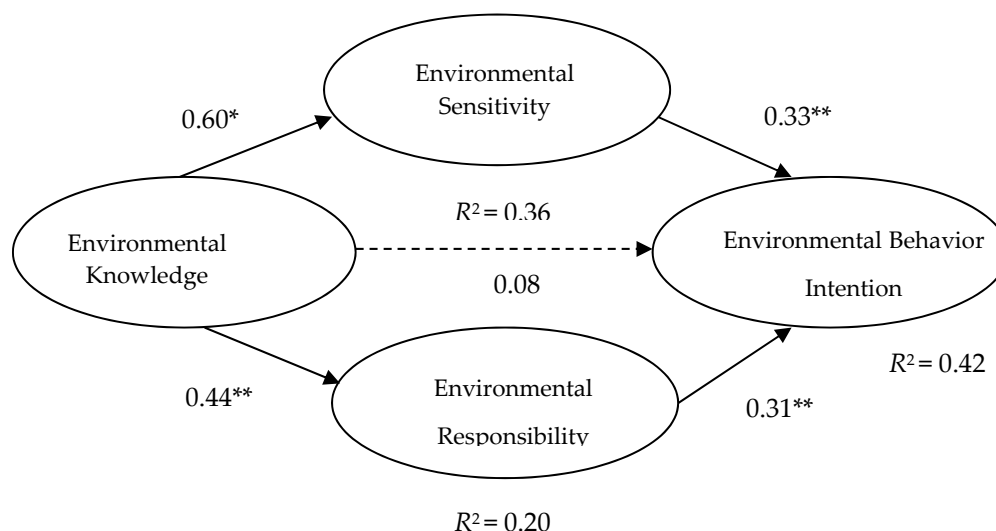 Environmental
Sensitivity
0.60*
0.33**
R² = 0.36
Environmental
Knowledge
Environmental Behavior
Intention
0.08
R² = 0.42
0.44**
Environmental
Responsibility
0.31**
R² = 0.20